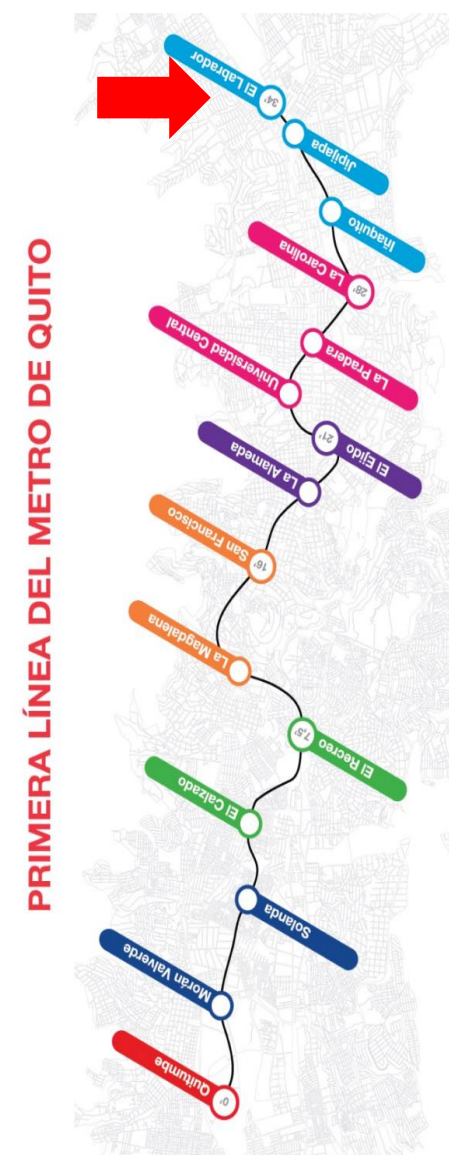 PRIMERA LÍNEA DEL METRO DE QUITO
El Labrador
34'
Jipijapa
Iñaquito
La Carolina
28'
La Pradera
Universidad Central
El Ejido
21'
La Alameda
San Francisco
16'
La Magdalena
El Recreo
7,5'
El Calzado
Solanda
Morán Valverde
Quitumbe
0'